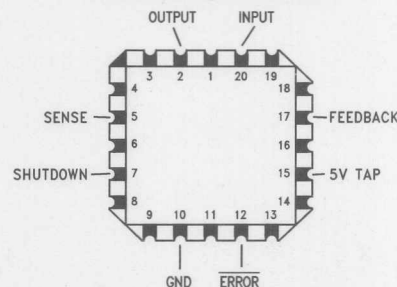 OUTPUT INPUT
3 2 1 20 19
4 18
SENSE 5 17 FEEDBACK
6 16
SHUTDOWN 7 15 5V TAP
8 14
9 10 11 12 13
GND ERROR